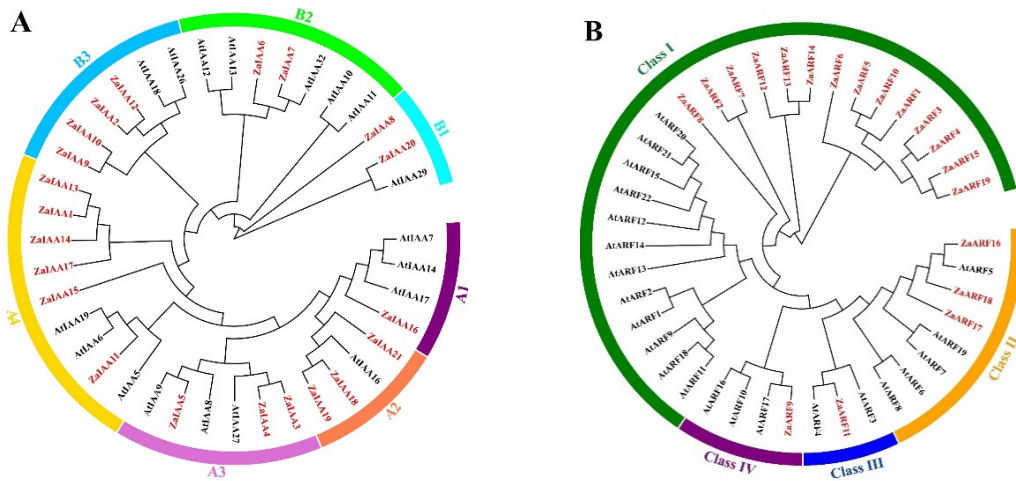 A
B1
B2
B3
A4
A3
A2
A1
AtIAA29
ZaIAA20
ZaIAA8
AtIAA11
AtIAA10
AtIAA32
ZaIAA7
ZaIAA6
AtIAA13
AtIAA12
AtIAA26
AtIAA18
ZaIAA12
ZaIAA2
ZaIAA10
ZaIAA9
ZaIAA13
ZaIAA1
ZaIAA14
ZaIAA17
ZaIAA15
AtIAA19
AtIAA6
ZaIAA11
AtIAA5
AtIAA9
ZaIAA5
AtIAA8
AtIAA27
ZaIAA4
ZaIAA3
ZaIAA19
ZaIAA18
AtIAA16
ZaIAA21
ZaIAA16
AtIAA17
AtIAA14
AtIAA7
B
Class I
Class II
Class III
Class IV
ZaARF19
ZaARF15
ZaARF4
ZaARF3
ZaARF1
ZaARF10
ZaARF5
ZaARF6
ZaARF14
ZaARF13
ZaARF12
ZaARF7
ZaARF2
ZaARF8
AtARF20
AtARF21
AtARF15
AtARF22
AtARF12
AtARF14
AtARF13
AtARF2
AtARF1
AtARF9
AtARF18
AtARF11
AtARF16
AtARF10
AtARF17
ZaARF9
AtARF4
ZaARF11
AtARF3
AtARF8
AtARF6
AtARF7
AtARF19
ZaARF17
ZaARF18
AtARF5
ZaARF16